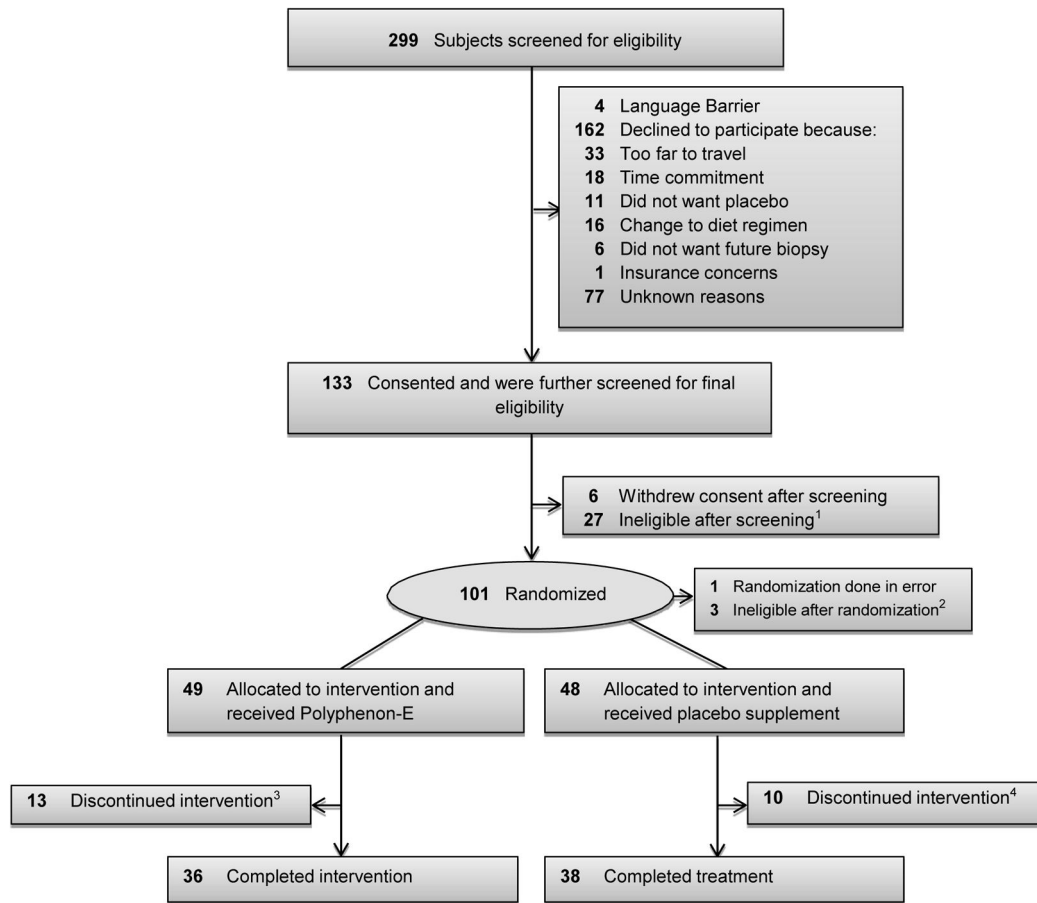 299 Subjects screened for eligibility
4 Language Barrier
162 Declined to participate because:
33 Too far to travel
18 Time commitment
11 Did not want placebo
16 Change to diet regimen
6 Did not want future biopsy
1 Insurance concerns
77 Unknown reasons
133 Consented and were further screened for final
eligibility
6 Withdrew consent after screening
27 Ineligible after screening¹
101 Randomized
1 Randomization done in error
3 Ineligible after randomization²
49 Allocated to intervention and
received Polyphenon-E
48 Allocated to intervention and
received placebo supplement
13 Discontinued intervention³
10 Discontinued intervention⁴
36 Completed intervention
38 Completed treatment